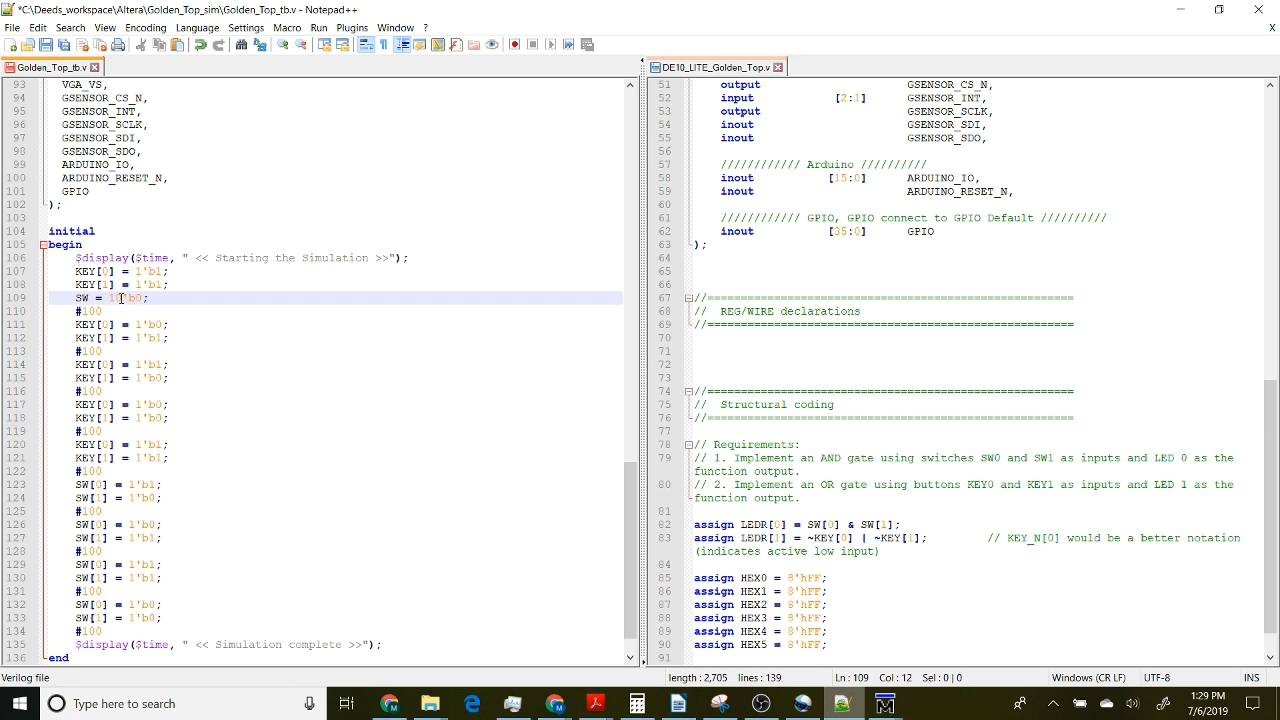 *C:\Deeds_workspace\Altera\Golden_Top_sim\Golden_Top_tb.v - Notepad++
File Edit Search View Encoding Language Settings Macro Run Plugins Window ?
X
Golden_Top_tb.v
93 VGA_VS,
94 GSENSOR_CS_N,
95 GSENSOR_INT,
96 GSENSOR_SCLK,
97 GSENSOR_SDI,
98 GSENSOR_SDO,
99 ARDUINO_IO,
100 ARDUINO_RESET_N,
101 GPIO
102 );
103
104 initial
105 begin
106 $display($time, " << Starting the Simulation >>");
107 KEY[0] = 1'b1;
108 KEY[1] = 1'b1;
109 SW = 10'b0;
110 #100
111 KEY[0] = 1'b0;
112 KEY[1] = 1'b1;
113 #100
114 KEY[0] = 1'b1;
115 KEY[1] = 1'b0;
116 #100
117 KEY[0] = 1'b0;
118 KEY[1] = 1'b0;
119 #100
120 KEY[0] = 1'b1;
121 KEY[1] = 1'b1;
122 #100
123 SW[0] = 1'b1;
124 SW[1] = 1'b0;
125 #100
126 SW[0] = 1'b0;
127 SW[1] = 1'b1;
128 #100
129 SW[0] = 1'b1;
130 SW[1] = 1'b1;
131 #100
132 SW[0] = 1'b0;
133 SW[1] = 1'b0;
134 #100
135 $display($time, " << Simulation complete >>");
136 end
DE10_LITE_Golden_Top.v
51 output GSENSOR_CS_N,
52 input [2:1] GSENSOR_INT,
53 output GSENSOR_SCLK,
54 inout GSENSOR_SDI,
55 inout GSENSOR_SDO,
56
57 //////////// Arduino //////////
58 inout [15:0] ARDUINO_IO,
59 inout ARDUINO_RESET_N,
60
61 //////////// GPIO, GPIO connect to GPIO Default //////////
62 inout [35:0] GPIO
63 );
64
65
66
67 //=======================================================
68 // REG/WIRE declarations
69 //=======================================================
70
71
72
73
74 //=======================================================
75 // Structural coding
76 //=======================================================
77
78 // Requirements:
79 // 1. Implement an AND gate using switches SW0 and SW1 as inputs and LED 0 as the
function output.
80 // 2. Implement an OR gate using buttons KEY0 and KEY1 as inputs and LED 1 as the
function output.
81
82 assign LEDR[0] = SW[0] & SW[1];
83 assign LEDR[1] = ~KEY[0] | ~KEY[1]; // KEY_N[0] would be a better notation
(indicates active low input)
84
85 assign HEX0 = 8'hFF;
86 assign HEX1 = 8'hFF;
87 assign HEX2 = 8'hFF;
88 assign HEX3 = 8'hFF;
89 assign HEX4 = 8'hFF;
90 assign HEX5 = 8'hFF;
91
Verilog file length : 2,705 lines : 139 Ln : 109 Col : 12 Sel : 0 | 0 Windows (CR LF) UTF-8 INS
Type here to search
1:29 PM
7/6/2019